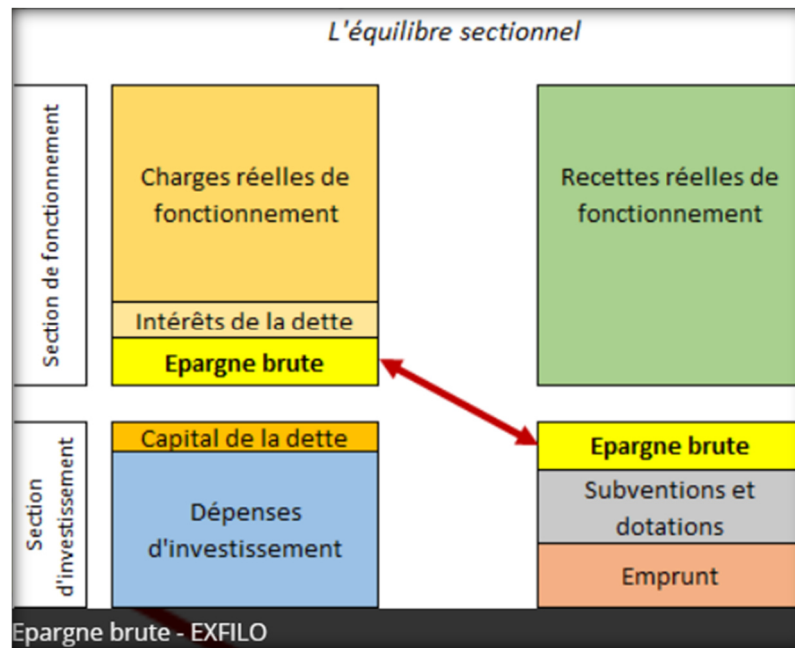 L'équilibre sectionnel
Section de fonctionnement
Charges réelles de
fonctionnement
Intérêts de la dette
Epargne brute
Recettes réelles de
fonctionnement
Section
d'investissement
Capital de la dette
Dépenses
d'investissement
Epargne brute
Subventions et
dotations
Emprunt
Epargne brute - EXFILO